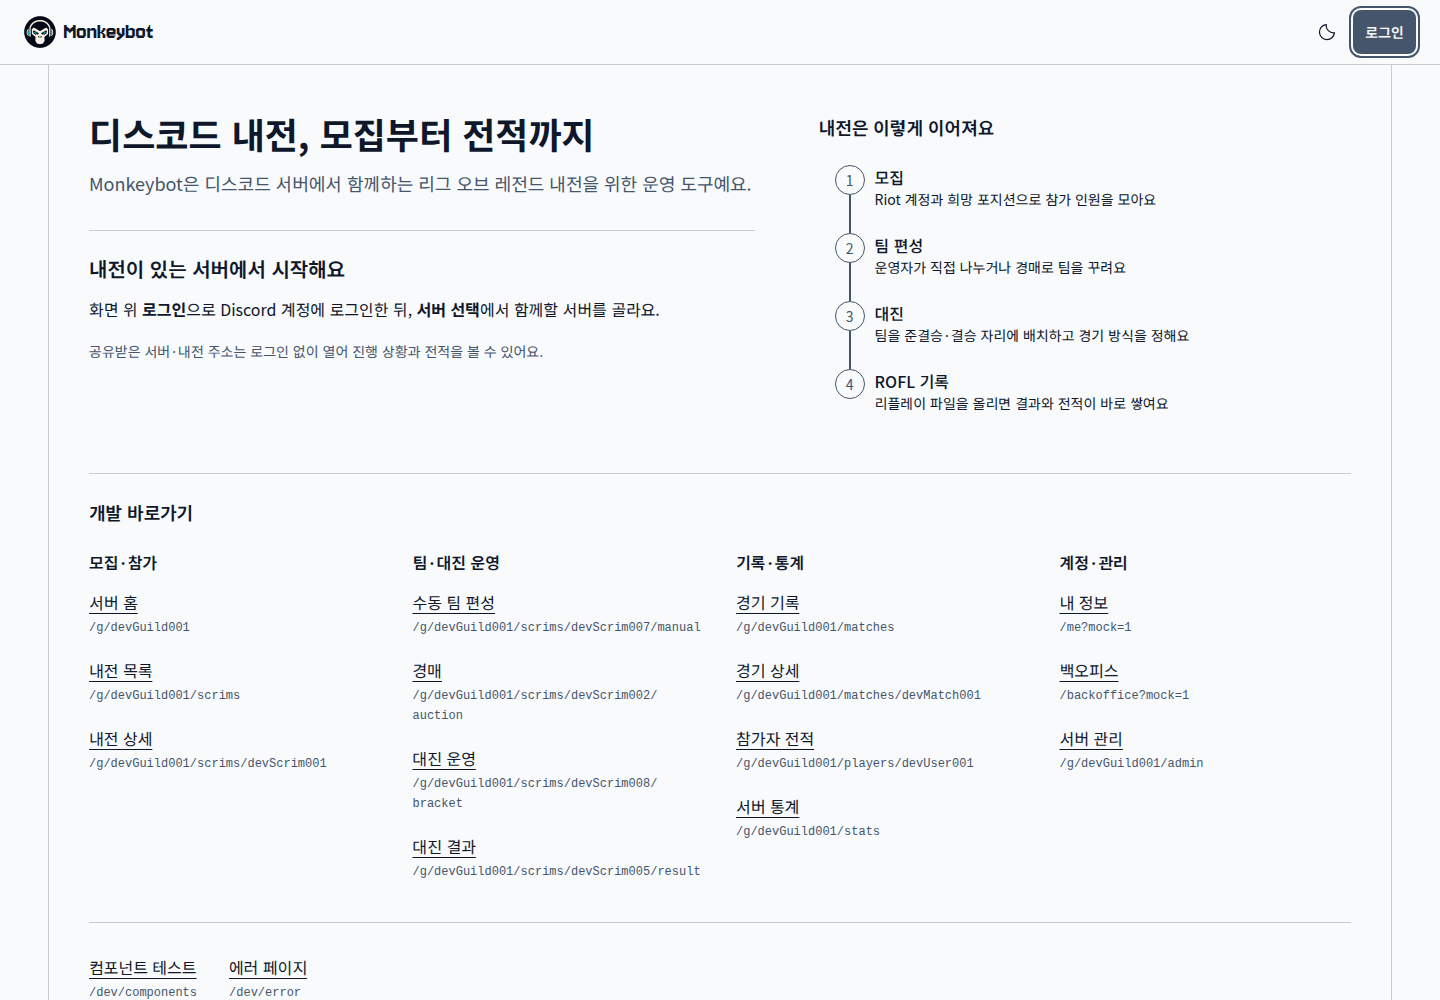 Monkeybot
로그인
디스코드 내전, 모집부터 전적까지
Monkeybot은 디스코드 서버에서 함께하는 리그 오브 레전드 내전을 위한 운영 도구예요.
내전이 있는 서버에서 시작해요
화면 위 로그인으로 Discord 계정에 로그인한 뒤, 서버 선택에서 함께할 서버를 골라요.
공유받은 서버·내전 주소는 로그인 없이 열어 진행 상황과 전적을 볼 수 있어요.
내전은 이렇게 이어져요
1 모집
Riot 계정과 희망 포지션으로 참가 인원을 모아요
2 팀 편성
운영자가 직접 나누거나 경매로 팀을 꾸려요
3 대진
팀을 준결승·결승 자리에 배치하고 경기 방식을 정해요
4 ROFL 기록
리플레이 파일을 올리면 결과와 전적이 바로 쌓여요
개발 바로가기
모집·참가
서버 홈
/g/devGuild001
내전 목록
/g/devGuild001/scrims
내전 상세
/g/devGuild001/scrims/devScrim001
팀·대진 운영
수동 팀 편성
/g/devGuild001/scrims/devScrim007/manual
경매
/g/devGuild001/scrims/devScrim002/
auction
대진 운영
/g/devGuild001/scrims/devScrim008/
bracket
대진 결과
/g/devGuild001/scrims/devScrim005/result
기록·통계
경기 기록
/g/devGuild001/matches
경기 상세
/g/devGuild001/matches/devMatch001
참가자 전적
/g/devGuild001/players/devUser001
서버 통계
/g/devGuild001/stats
계정·관리
내 정보
/me?mock=1
백오피스
/backoffice?mock=1
서버 관리
/g/devGuild001/admin
컴포넌트 테스트
/dev/components
에러 페이지
/dev/error